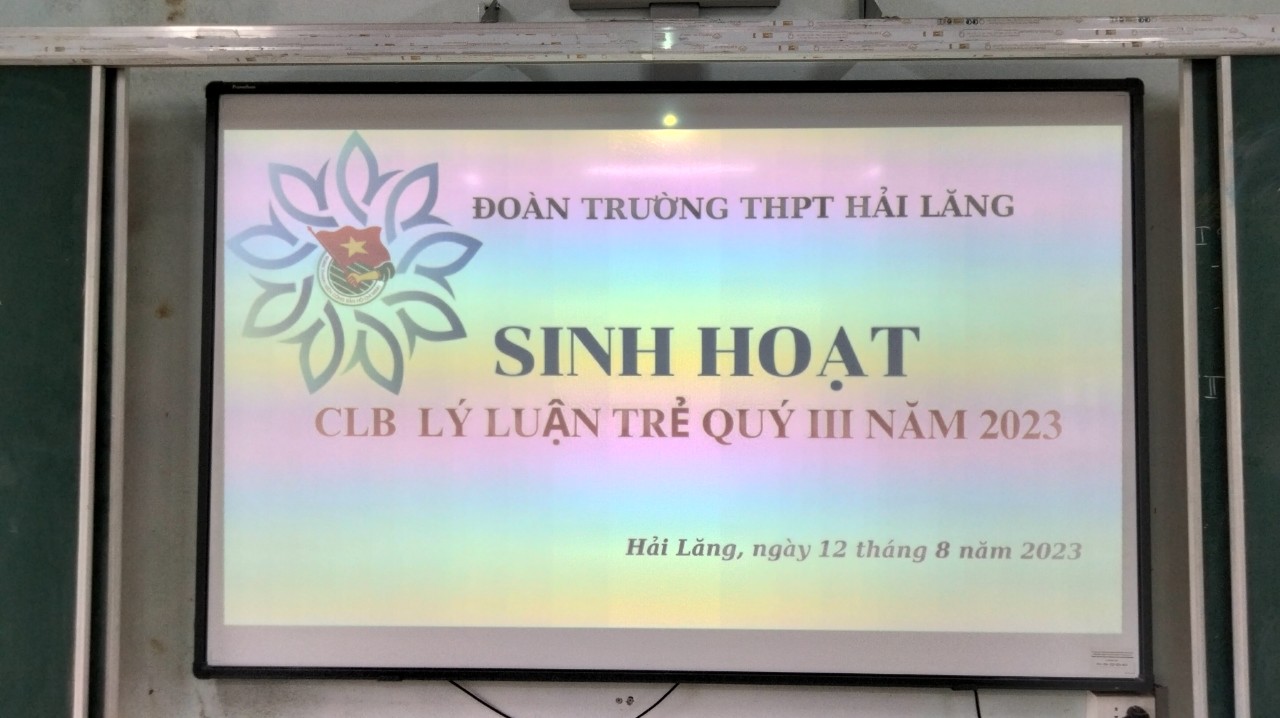 ĐOÀN TRƯỜNG THPT HẢI LĂNG
SINH HOẠT
CLB LÝ LUẬN TRẺ QUÝ III NĂM 2023
Hải Lăng, ngày 12 tháng 8 năm 2023